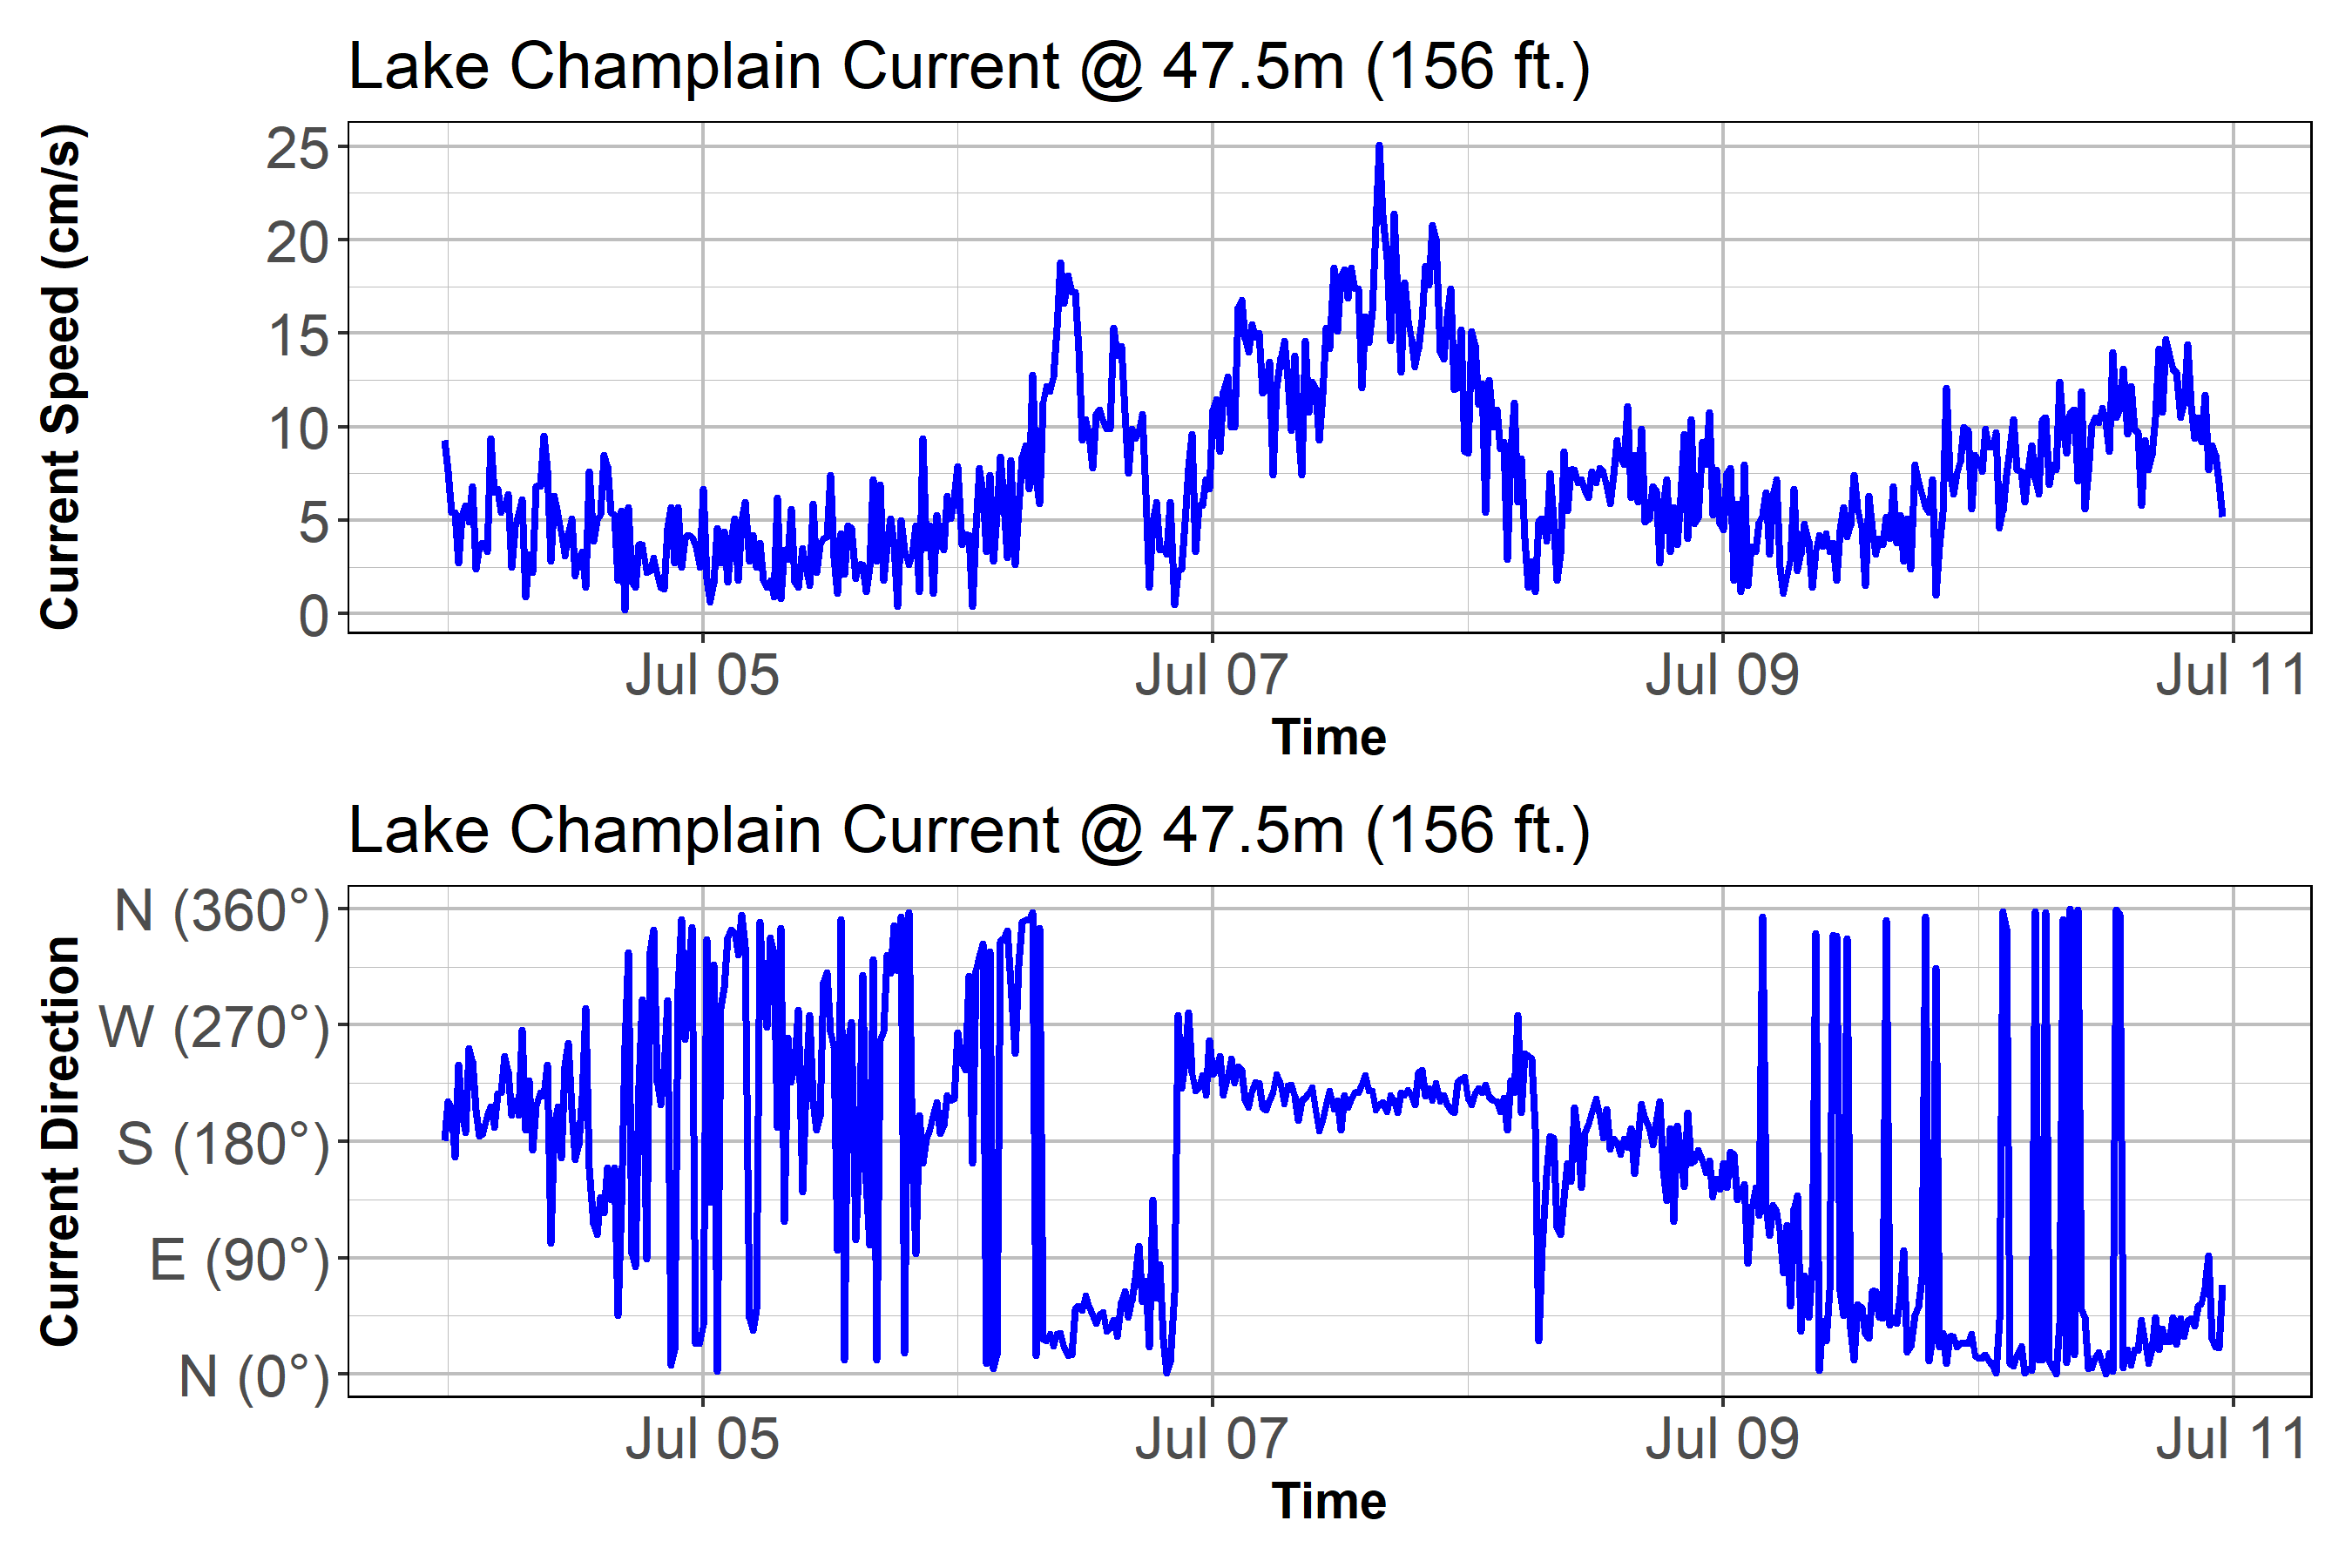 Lake Champlain Current @ 47.5m (156 ft.)
Current Speed (cm/s)
25
20
15
10
5
0
Jul 05 Jul 07 Jul 09 Jul 11
Time
Lake Champlain Current @ 47.5m (156 ft.)
Current Direction
N (360°)
W (270°)
S (180°)
E (90°)
N (0°)
Jul 05 Jul 07 Jul 09 Jul 11
Time